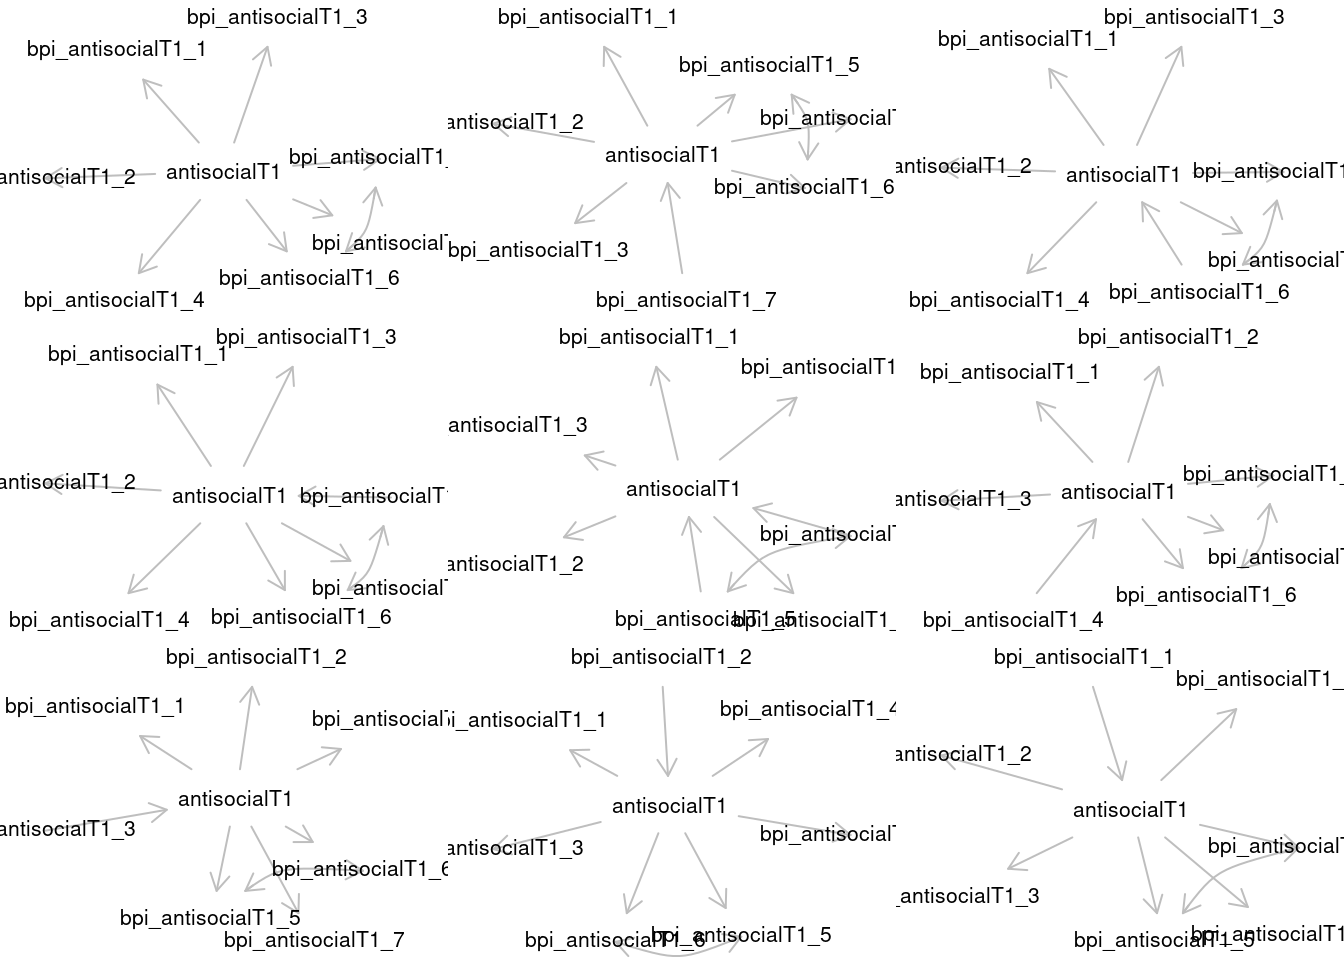 bpi_antisocialT1_3
bpi_antisocialT1_1
antisocialT1
bpi_antisocialT1_
antisocialT1_2
bpi_antisocialT
bpi_antisocialT1_6
bpi_antisocialT1_4
bpi_antisocialT1_1
bpi_antisocialT1_5
antisocialT1_2
bpi_antisocialT
antisocialT1
bpi_antisocialT1_6
bpi_antisocialT1_3
bpi_antisocialT1_7
bpi_antisocialT1_3
bpi_antisocialT1_1
antisocialT1_2
antisocialT1
bpi_antisocialT1
bpi_antisocialT
bpi_antisocialT1_6
bpi_antisocialT1_4
bpi_antisocialT1_3
bpi_antisocialT1_1
antisocialT1_2
antisocialT1
bpi_antisocialT
bpi_antisocialT
bpi_antisocialT1_4
bpi_antisocialT1_6
bpi_antisocialT1_1
bpi_antisocialT1
antisocialT1_3
antisocialT1
bpi_antisocialT
antisocialT1_2
bpi_antisocialT1_5
bpi_antisocialT1_
bpi_antisocialT1_2
bpi_antisocialT1_1
antisocialT1_3
antisocialT1
bpi_antisocialT1_
bpi_antisocialT
bpi_antisocialT1_6
bpi_antisocialT1_4
bpi_antisocialT1_2
bpi_antisocialT1_1
bpi_antisocialT
antisocialT1
antisocialT1_3
bpi_antisocialT1_6
bpi_antisocialT1_5
bpi_antisocialT1_7
bpi_antisocialT1_2
i_antisocialT1_1
bpi_antisocialT1_4
antisocialT1
antisocialT1_3
bpi_antisocialT
bpi_antisocialT1_6
bpi_antisocialT1_5
bpi_antisocialT1_1
bpi_antisocialT1_
antisocialT1_2
antisocialT1
bpi_antisocialT
_antisocialT1_3
bpi_antisocialT1_5
bpi_antisocialT1